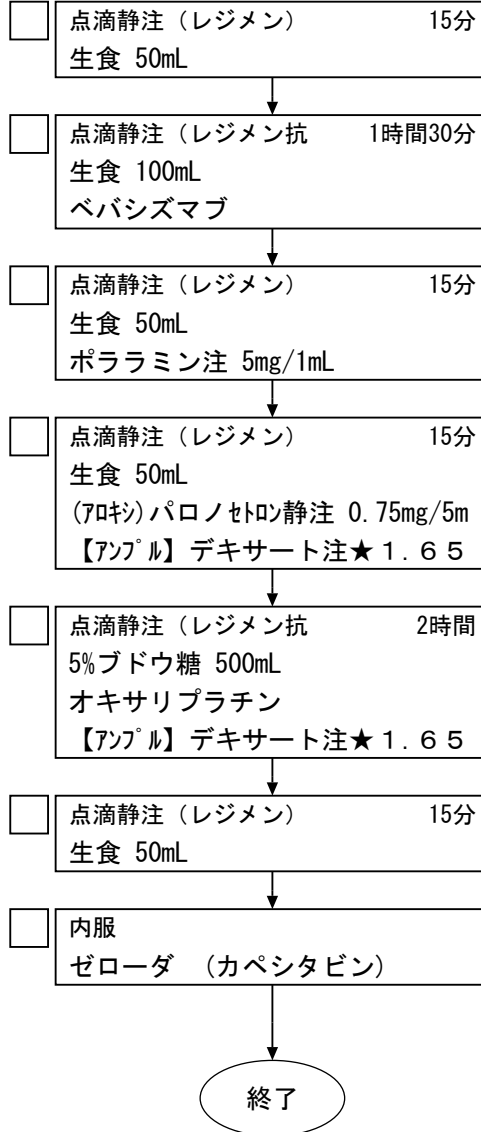 点滴静注（レジメン） 15分
生食 50mL
点滴静注（レジメン抗 1時間30分
生食 100mL
ベバシズマブ
点滴静注（レジメン） 15分
生食 50mL
ポララミン注 5mg/1mL
点滴静注（レジメン） 15分
生食 50mL
(ｱﾛｷｼ)パロノｾﾄﾛﾝ静注 0.75mg/5m
【ｱﾝﾌﾟﾙ】デキサート注★１.６５
点滴静注（レジメン抗 2時間
5%ブドウ糖 500mL
オキサリプラチン
【ｱﾝﾌﾟﾙ】デキサート注★１.６５
点滴静注（レジメン） 15分
生食 50mL
内服
ゼローダ （カペシタビン）
終了